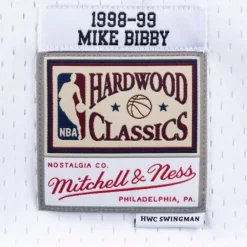 1998-99
MIKE BIBBY
HARDWOOD
NBA
CLASSICS
NOSTALGIA CO.
Mitchell & Ness
PHILADELPHIA, PA.
HWC SWINGMAN